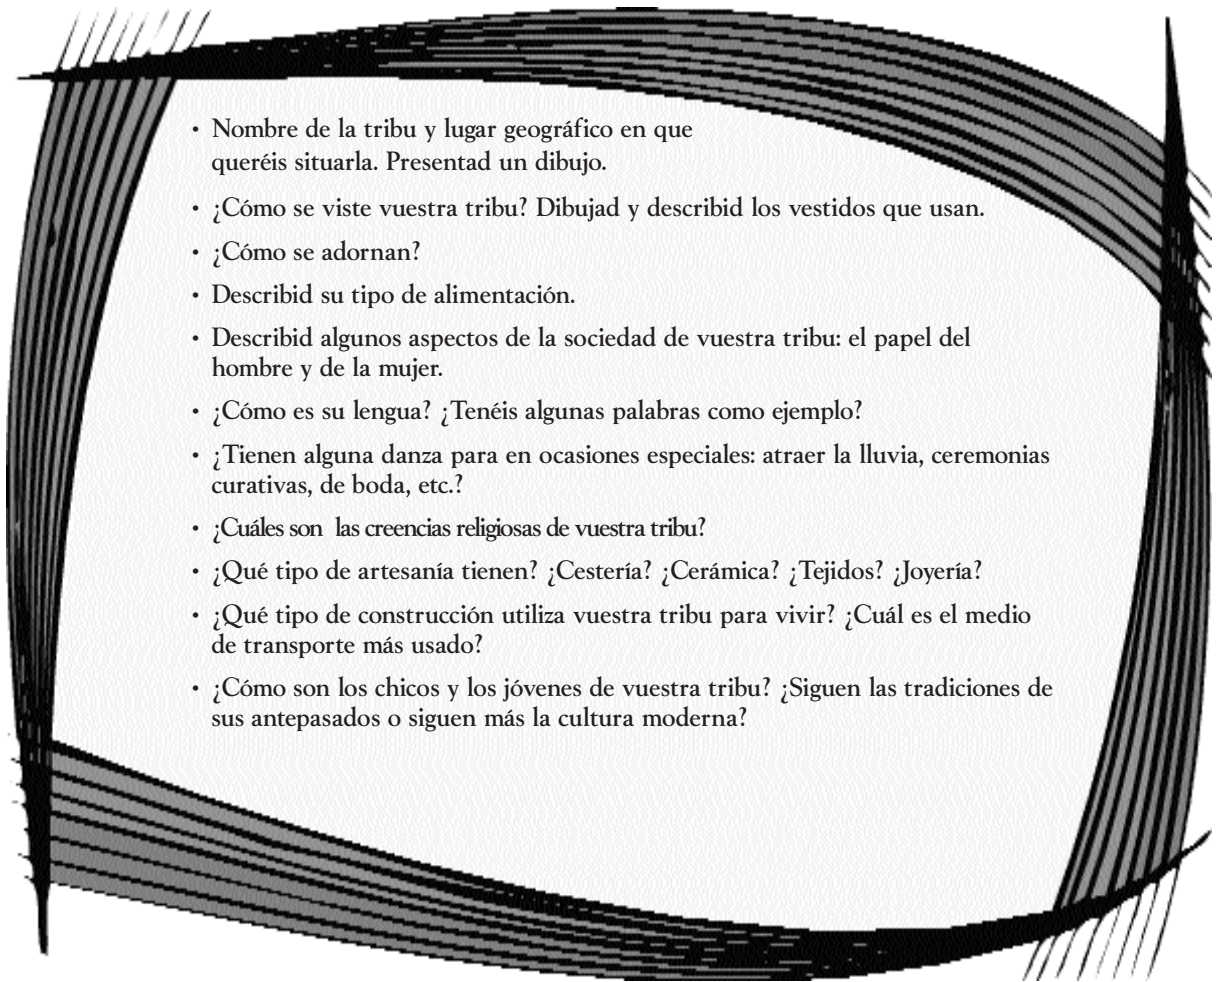 • Nombre de la tribu y lugar geográfico en que
queréis situarla. Presentad un dibujo.
• ¿Cómo se viste vuestra tribu? Dibujad y describid los vestidos que usan.
• ¿Cómo se adornan?
• Describid su tipo de alimentación.
• Describid algunos aspectos de la sociedad de vuestra tribu: el papel del
hombre y de la mujer.
• ¿Cómo es su lengua? ¿Tenéis algunas palabras como ejemplo?
• ¿Tienen alguna danza para en ocasiones especiales: atraer la lluvia, ceremonias
curativas, de boda, etc.?
• ¿Cuáles son las creencias religiosas de vuestra tribu?
• ¿Qué tipo de artesanía tienen? ¿Cestería? ¿Cerámica? ¿Tejidos? ¿Joyería?
• ¿Qué tipo de construcción utiliza vuestra tribu para vivir? ¿Cuál es el medio
de transporte más usado?
• ¿Cómo son los chicos y los jóvenes de vuestra tribu? ¿Siguen las tradiciones de
sus antepasados o siguen más la cultura moderna?